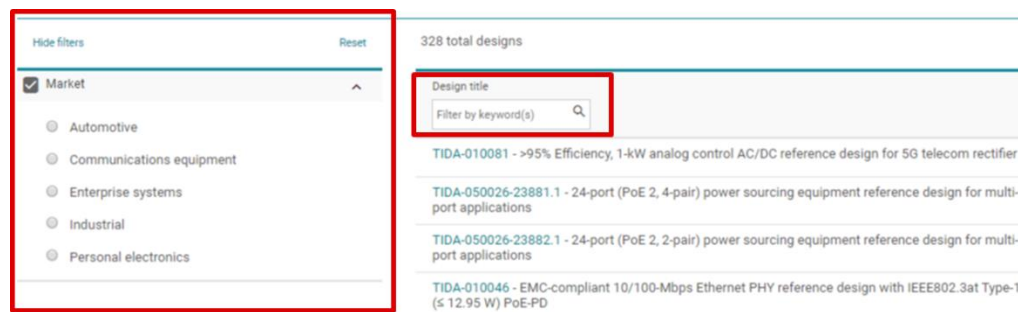 Hide filters
Reset
328 total designs
Market
Automotive
Communications equipment
Enterprise systems
Industrial
Personal electronics
Design title
Filter by keyword(s)
TIDA-010081 - >95% Efficiency, 1-kW analog control AC/DC reference design for 5G telecom rectifier
TIDA-050026-23881.1 - 24-port (PoE 2, 4-pair) power sourcing equipment reference design for multi-
port applications
TIDA-050026-23882.1 - 24-port (PoE 2, 2-pair) power sourcing equipment reference design for multi-
port applications
TIDA-010046 - EMC-compliant 10/100-Mbps Ethernet PHY reference design with IEEE802.3at Type-1
(≤ 12.95 W) PoE-PD